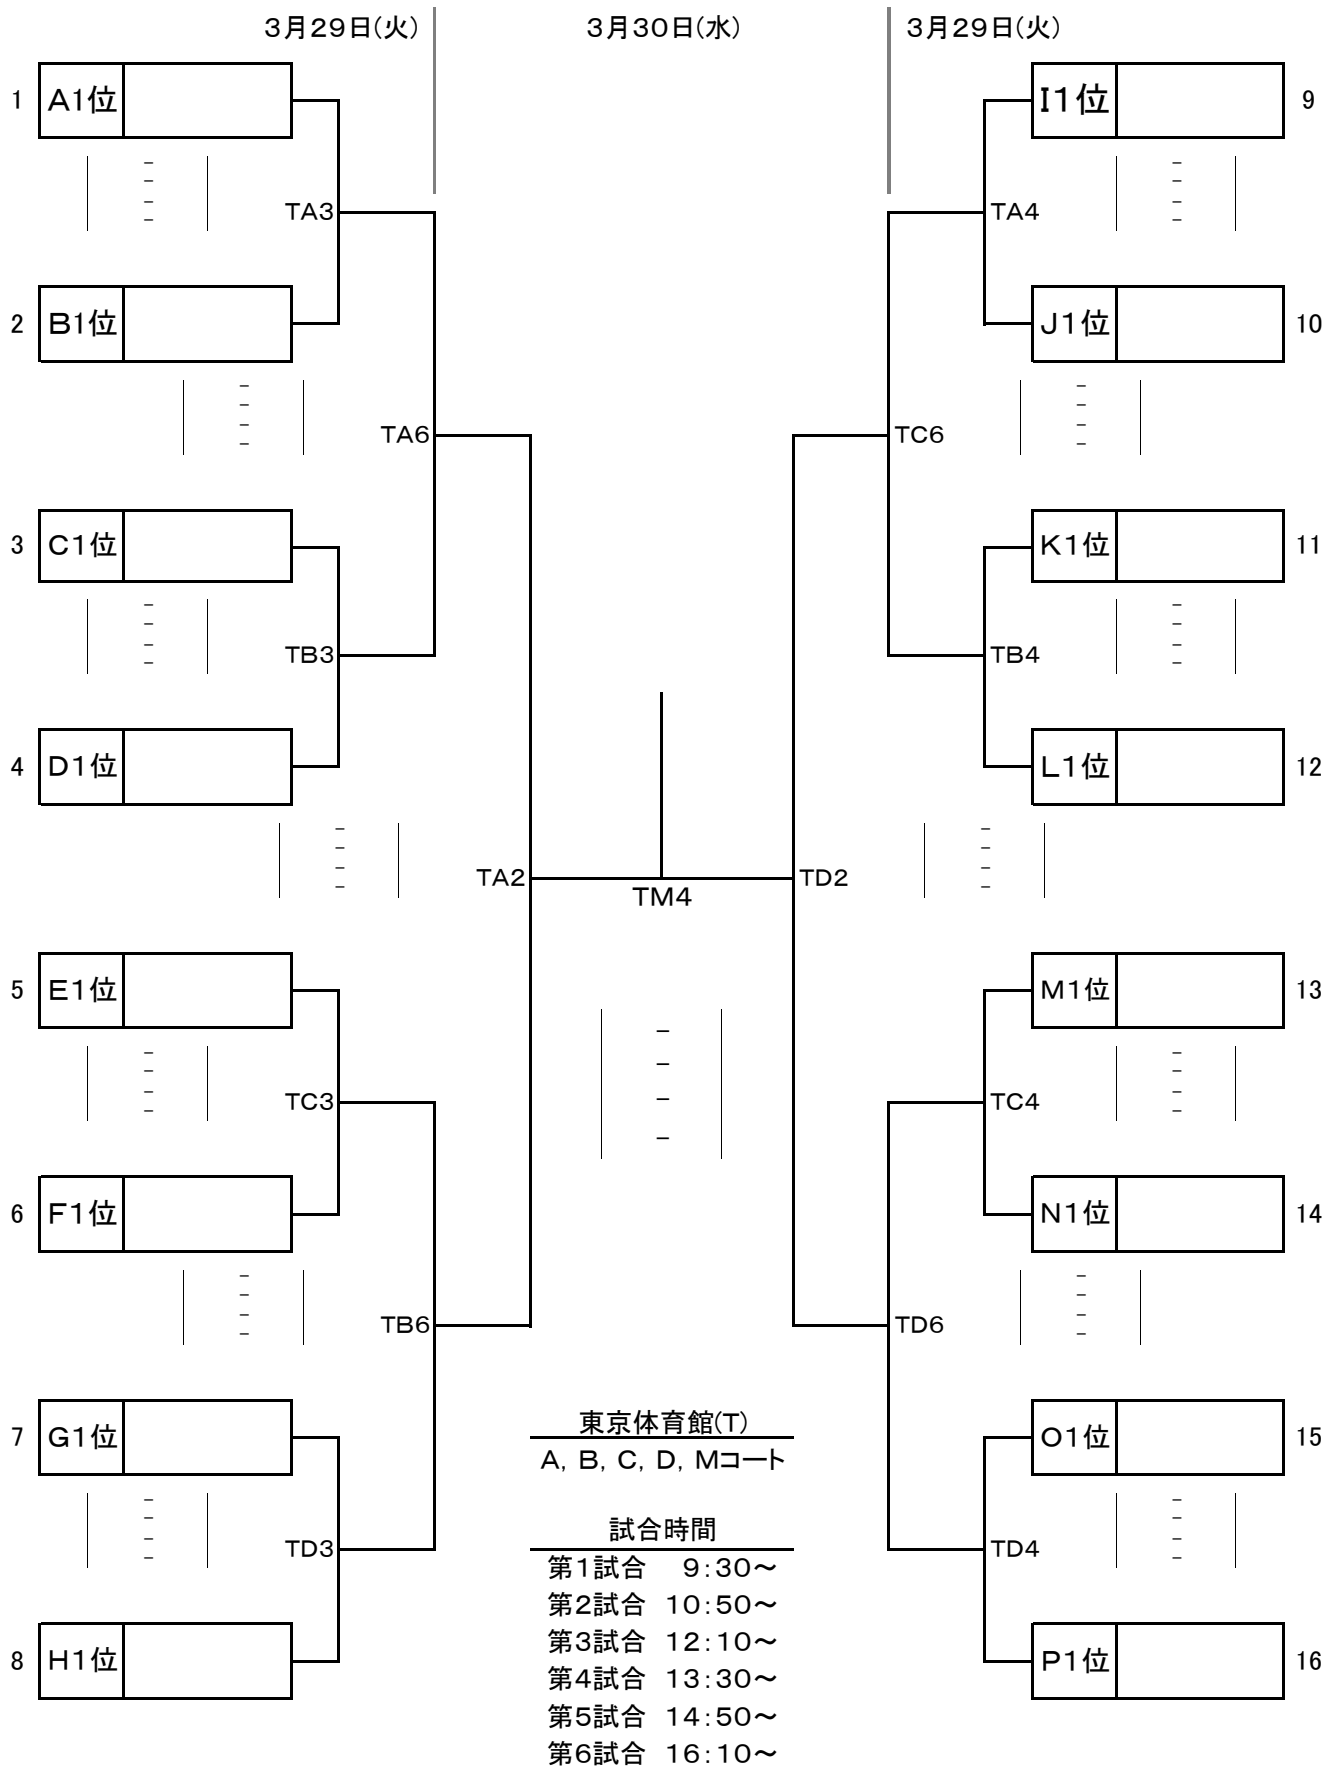 3月29日(火) 3月30日(水) 3月29日(火)
1 A1位 I1位 9
TA3 TA4
2 B1位 J1位 10
TA6 TC6
3 C1位 K1位 11
TB3 TB4
4 D1位 L1位 12
TA2 TD2
TM4
5 E1位 M1位 13
TC3 TC4
6 F1位 N1位 14
TB6 TD6
東京体育館(T)
7 G1位 O1位 15
A, B, C, D, Mコート
試合時間
TD3 TD4
第1試合 9:30~
第2試合 10:50~
第3試合 12:10~
8 H1位 P1位 16
第4試合 13:30~
第5試合 14:50~
第6試合 16:10~